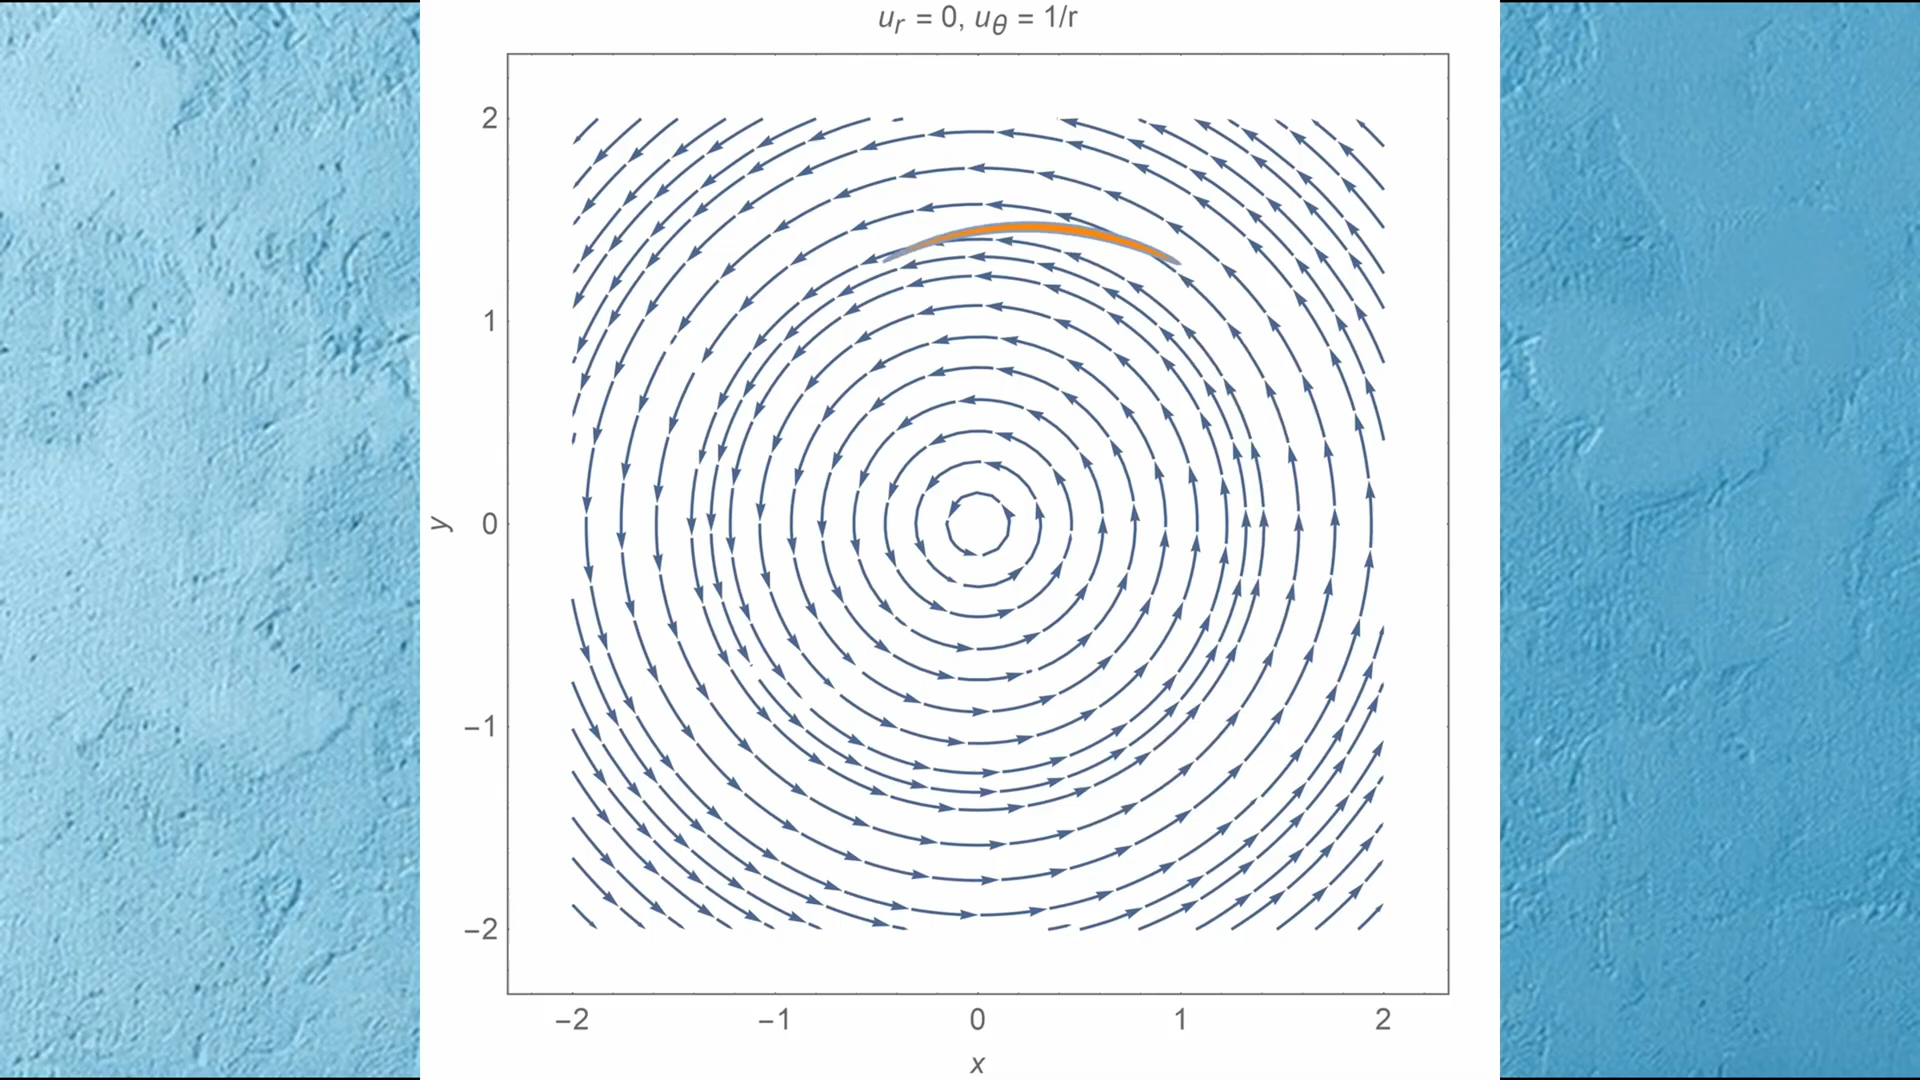 u_r = 0, u_θ = 1/r
2
1
y
0
−1
−2
−2 −1 0 1 2
x